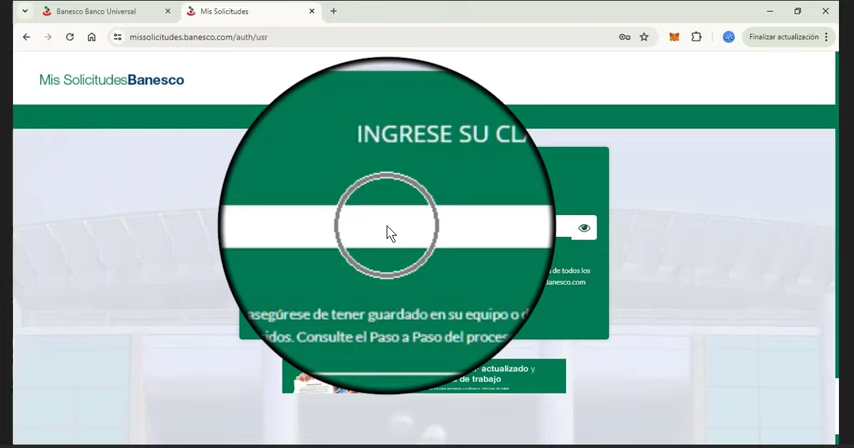 Banesco Banco Universal
Mis Solicitudes
missolicitudes.banesco.com/auth/usr
Finalizar actualización
Mis SolicitudesBanesco
INGRESE SU CL
de todos los
anesco.com
asegúrese de tener guardado en su equipo o d
idos. Consulte el Paso a Paso del proces
actualizado y
a de trabajo